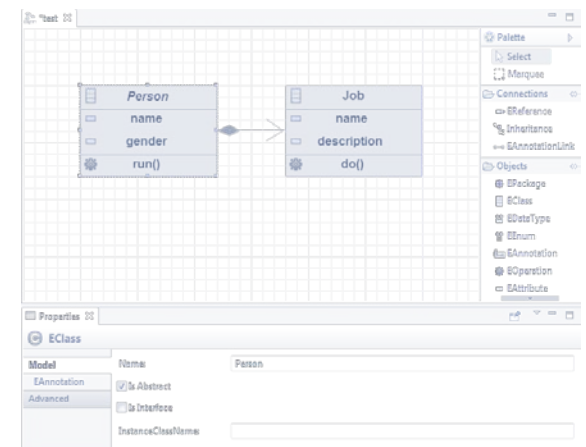 *test
Palette
Select
Marquee
Connections
EReference
Inheritance
EAnnotationLink
Objects
EPackage
EClass
EDataType
EEnum
EAnnotation
EOperation
EAttribute
Person
name
gender
run()
Job
name
description
do()
Properties
EClass
Model
EAnnotation
Advanced
Name: Person
Is Abstract
Is Interface
InstanceClassName: